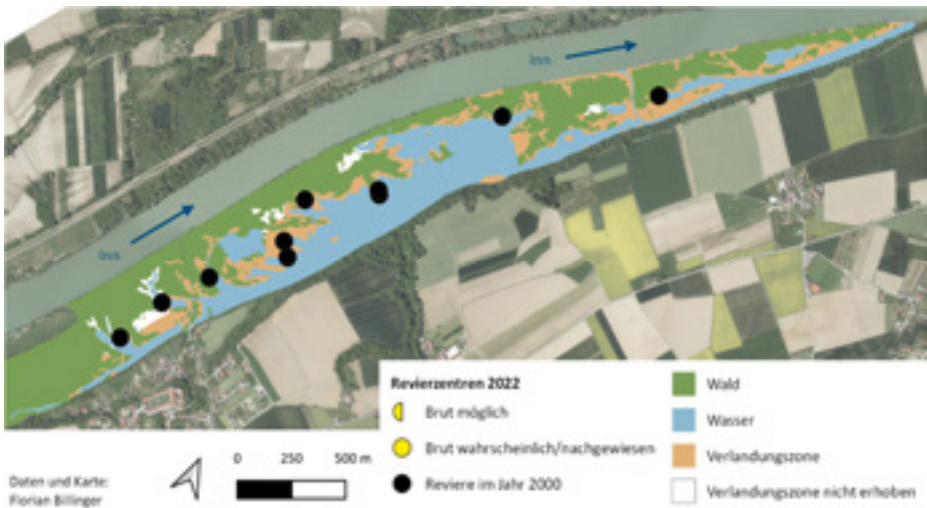 Inn
Inn
Inn
Revierzentren 2022
Brut möglich
Brut wahrscheinlich/nachgewiesen
Reviere im Jahr 2000
Wald
Wasser
Verlandungszone
Verlandungszone nicht erhoben
0 250 500 m
Daten und Karte:
Florian Billinger